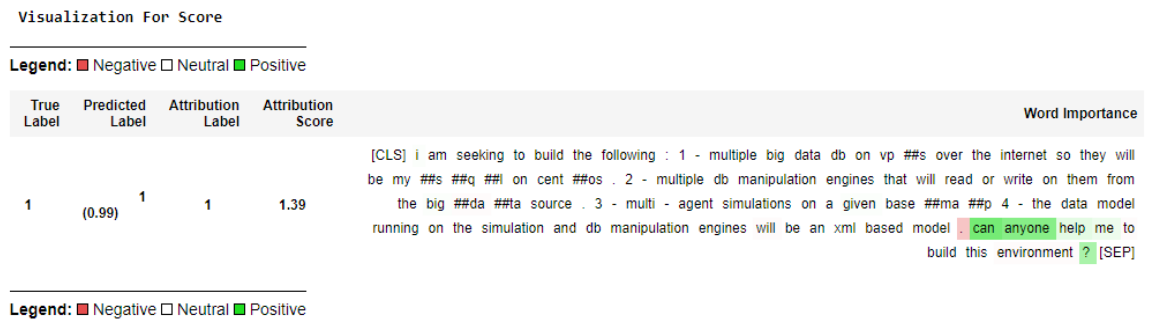 Visualization For Score
Legend: Negative Neutral Positive
True Label Predicted Label Attribution Label Attribution Score Word Importance
[CLS] i am seeking to build the following : 1 - multiple big data db on vp ##s over the internet so they will
be my ##s ##q ##l on cent ##os . 2 - multiple db manipulation engines that will read or write on them from
the big ##da ##ta source . 3 - multi - agent simulations on a given base ##ma ##p 4 - the data model
running on the simulation and db manipulation engines will be an xml based model . can anyone help me to
build this environment ? [SEP]
1 1 (0.99) 1 1.39
Legend: Negative Neutral Positive